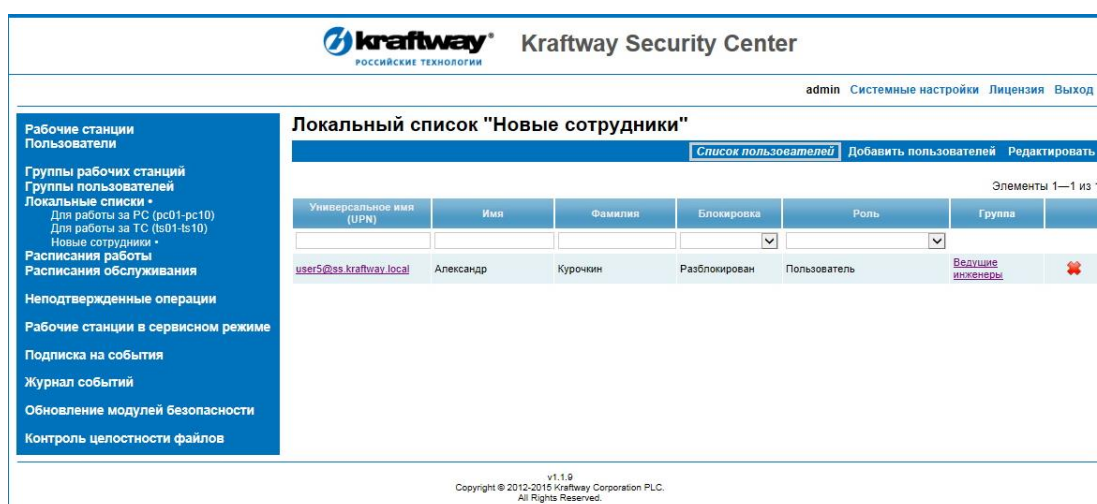 kraftway®
РОССИЙСКИЕ ТЕХНОЛОГИИ
Kraftway Security Center
admin Системные настройки Лицензия Выход
Рабочие станции
Пользователи
Группы рабочих станций
Группы пользователей
Локальные списки •
Для работы за PC (pc01-pc10)
Для работы за ТС (ts01-ts10)
Новые сотрудники •
Расписания работы
Расписания обслуживания
Неподтвержденные операции
Рабочие станции в сервисном режиме
Подписка на события
Журнал событий
Обновление модулей безопасности
Контроль целостности файлов
Локальный список "Новые сотрудники"
Список пользователей Добавить пользователей Редактировать
Элементы 1—1 из 1
Универсальное имя (UPN) Имя Фамилия Блокировка Роль Группа
user5@ss.kraftway.local Александр Курочкин Разблокирован Пользователь Ведущие инженеры
v1.1.9
Copyright © 2012-2015 Kraftway Corporation PLC.
All Rights Reserved.